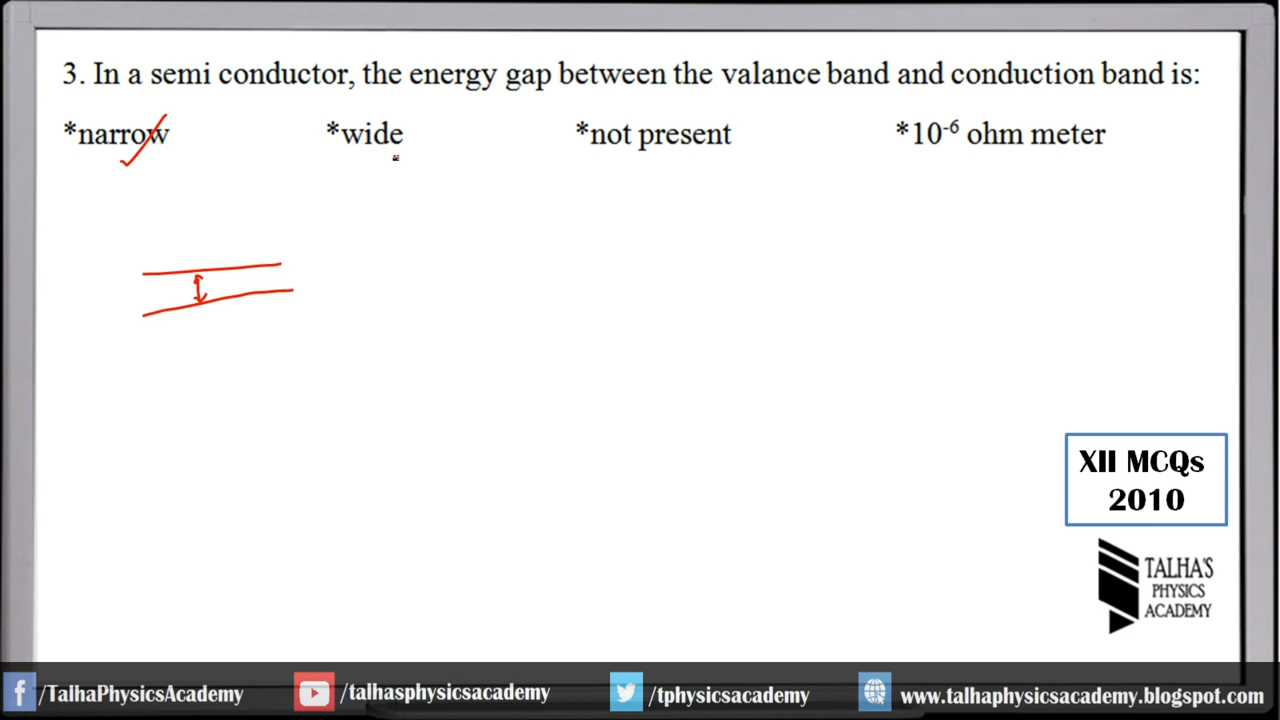 3. In a semi conductor, the energy gap between the valance band and conduction band is:
*narrow *wide *not present *10⁻⁶ ohm meter
XII MCQs
2010
TALHA'S
PHYSICS
ACADEMY
/TalhaPhysicsAcademy /talhasphysicsacademy /tphysicsacademy www.talhaphysicsacademy.blogspot.com